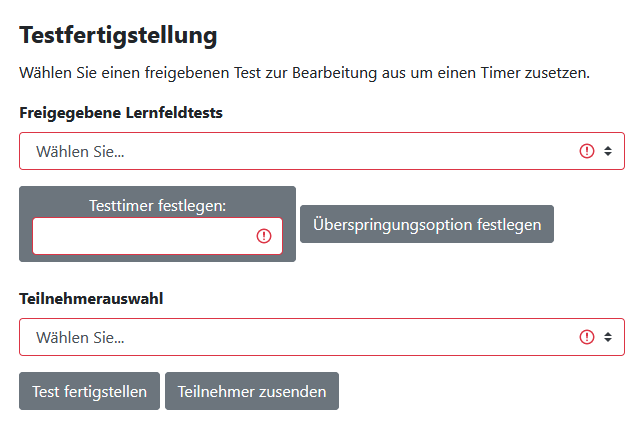 Testfertigstellung
Wählen Sie einen freigebenen Test zur Bearbeitung aus um einen Timer zusetzen.
Freigegebene Lernfeldtests
Wählen Sie...
Testtimer festlegen:
Überspringungsoption festlegen
Teilnehmerauswahl
Wählen Sie...
Test fertigstellen
Teilnehmer zusenden